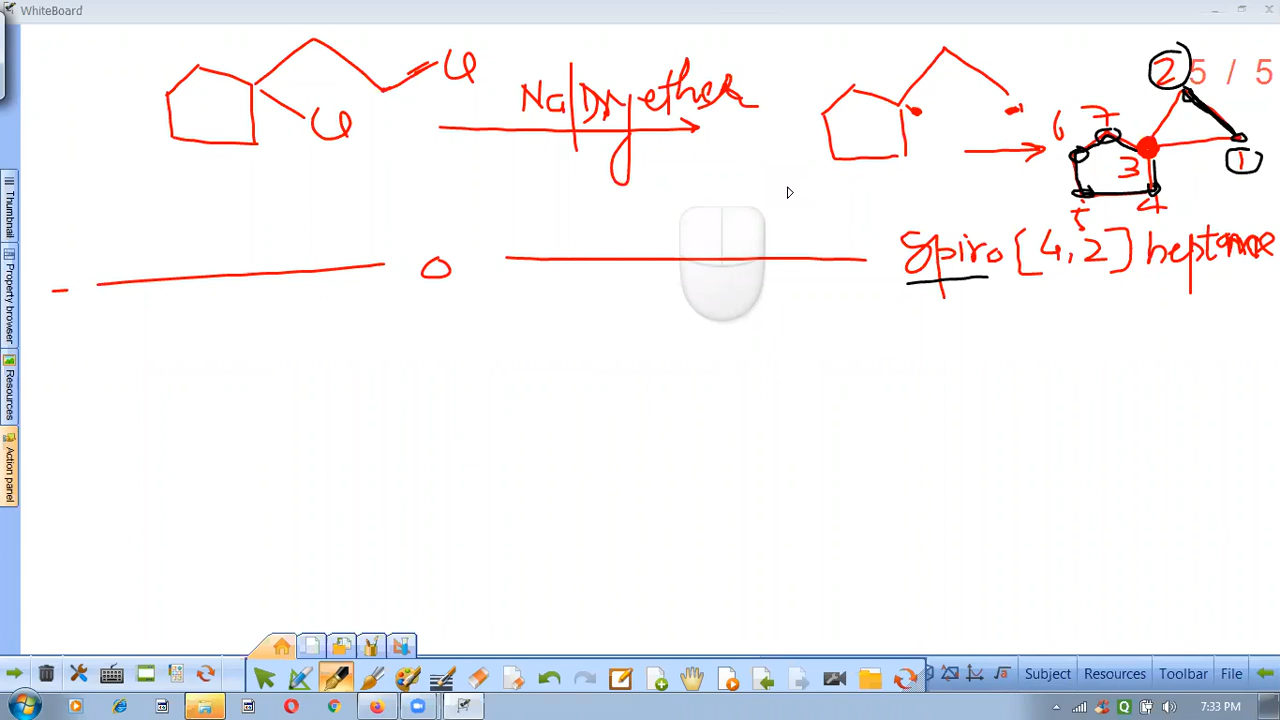 WhiteBoard
Cl
Cl
Na/Dry ether
2 5 / 5
6 7
3 1
5 4
Spiro [4,2] heptane
Thumbnail
Property browser
Resources
Action panel
Subject Resources Toolbar File
7:33 PM